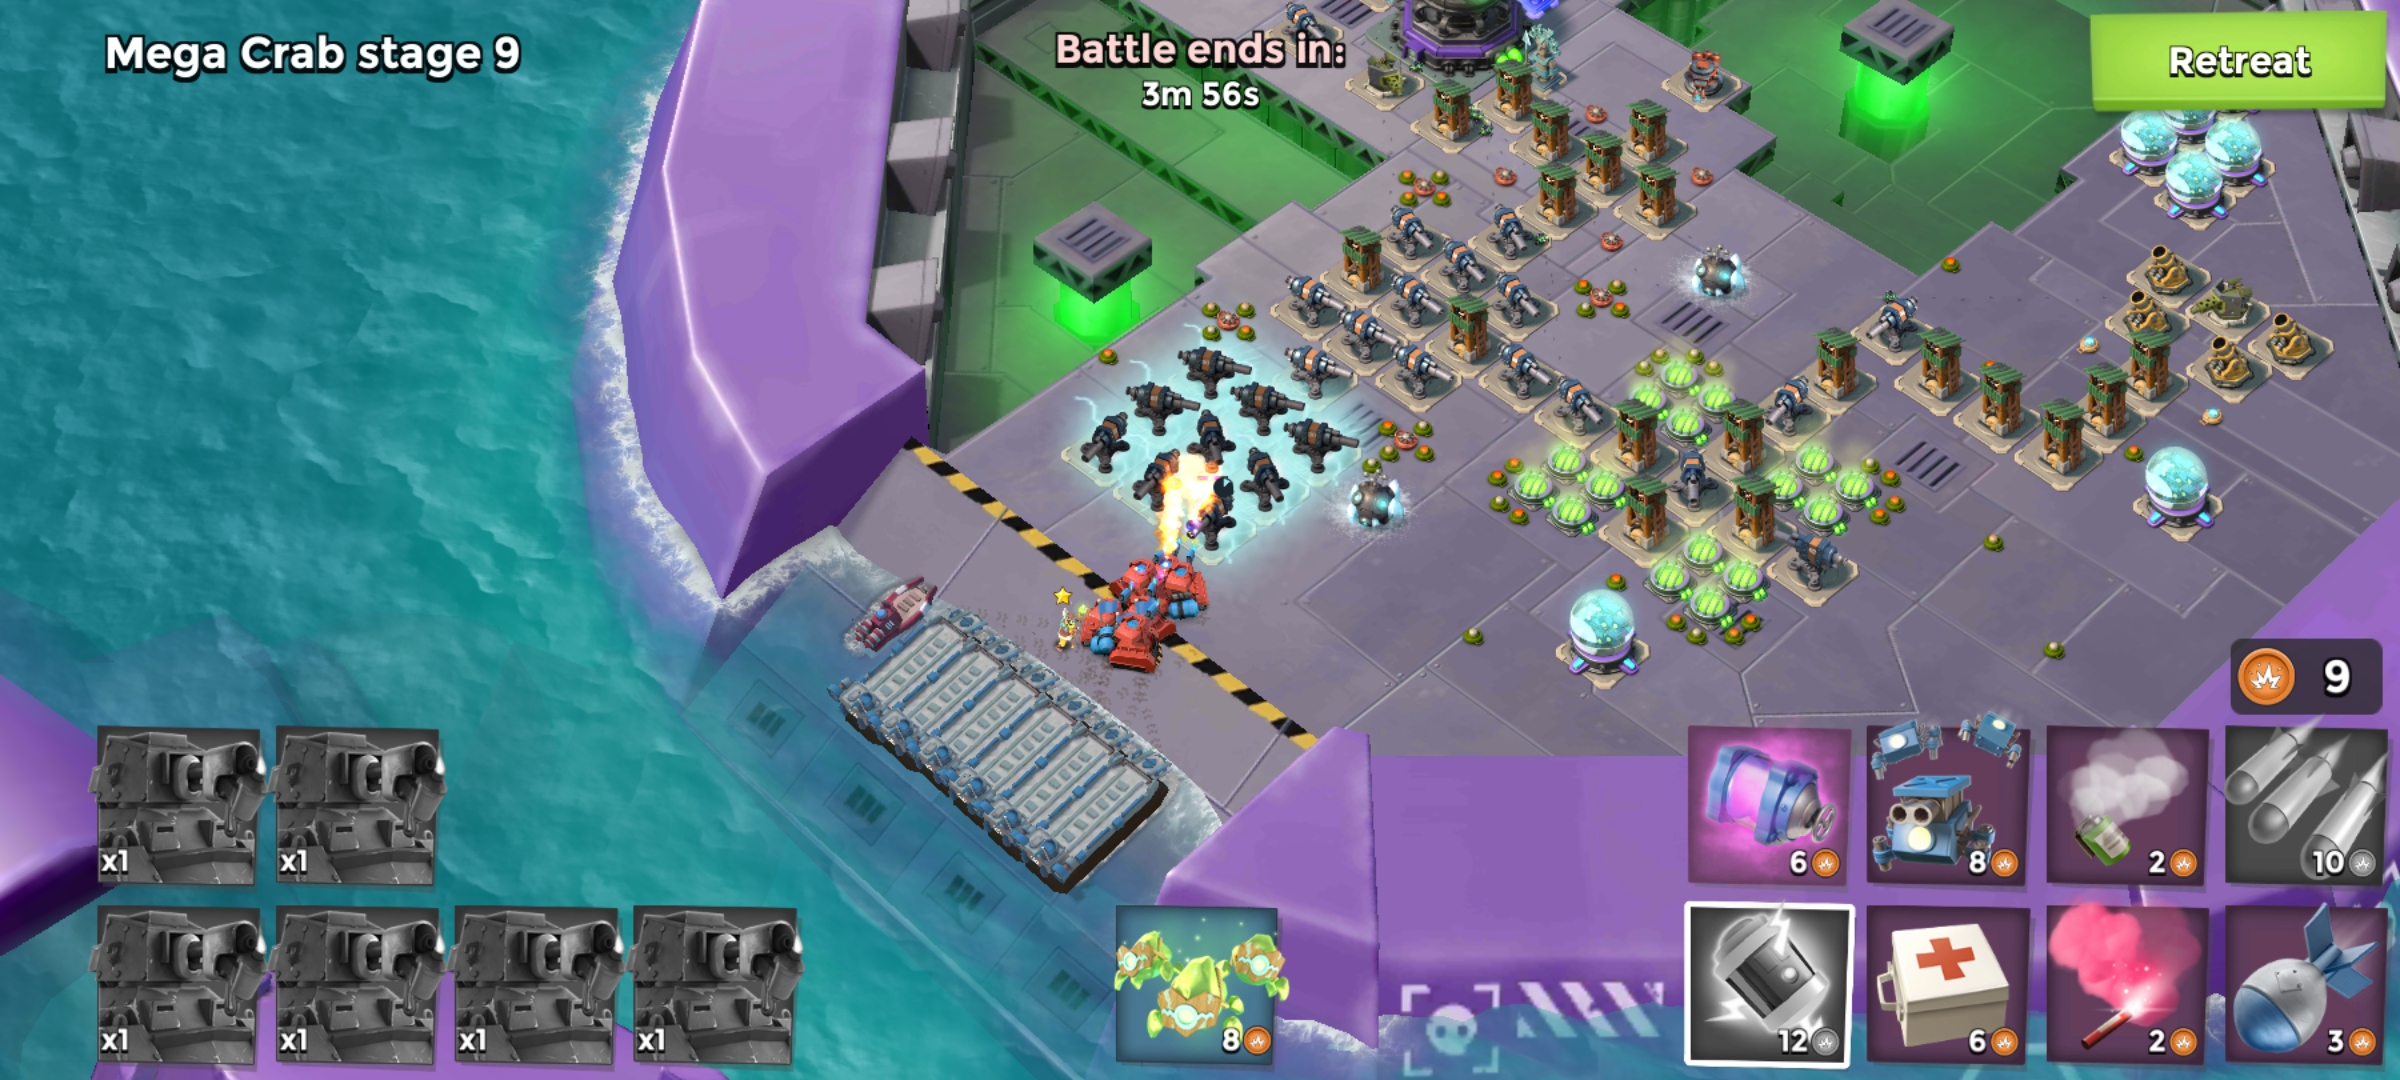 Mega Crab stage 9
Battle ends in:
3m 56s
Retreat
9
6
8
2
10
x1
x1
x1
x1
x1
x1
8
12
6
2
3